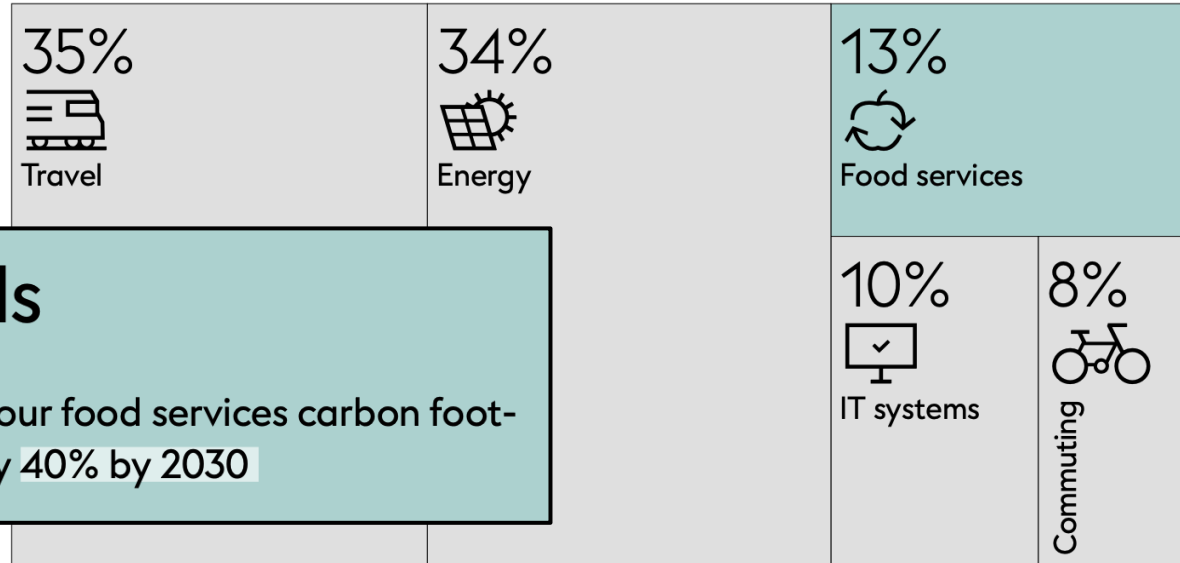 35%
Travel
34%
Energy
13%
Food services
10%
IT systems
8%
Commuting
our food services carbon foot-
40% by 2030